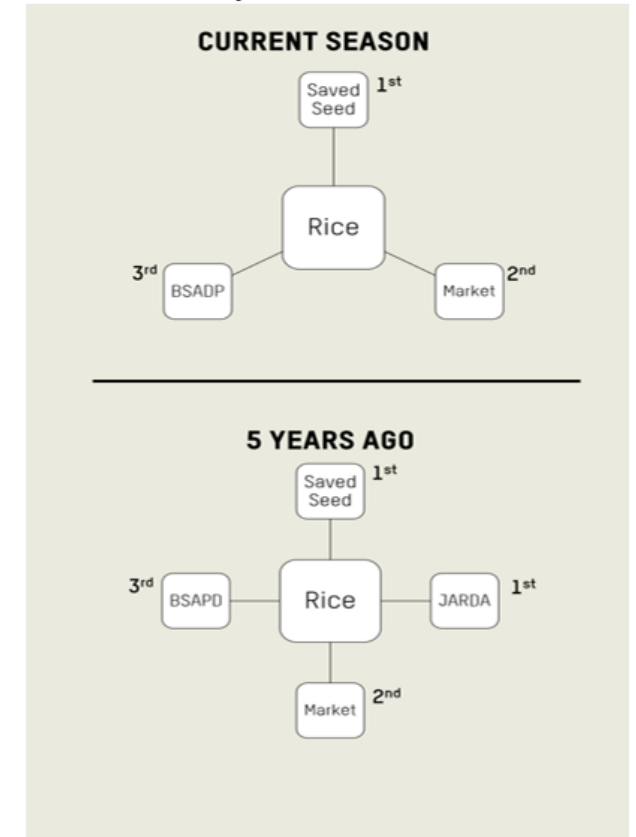 CURRENT SEASON
Saved
Seed
1st
Rice
3rd
BSADP
Market
2nd
5 YEARS AGO
Saved
Seed
1st
3rd
BSAPD
Rice
JARDA
1st
Market
2nd